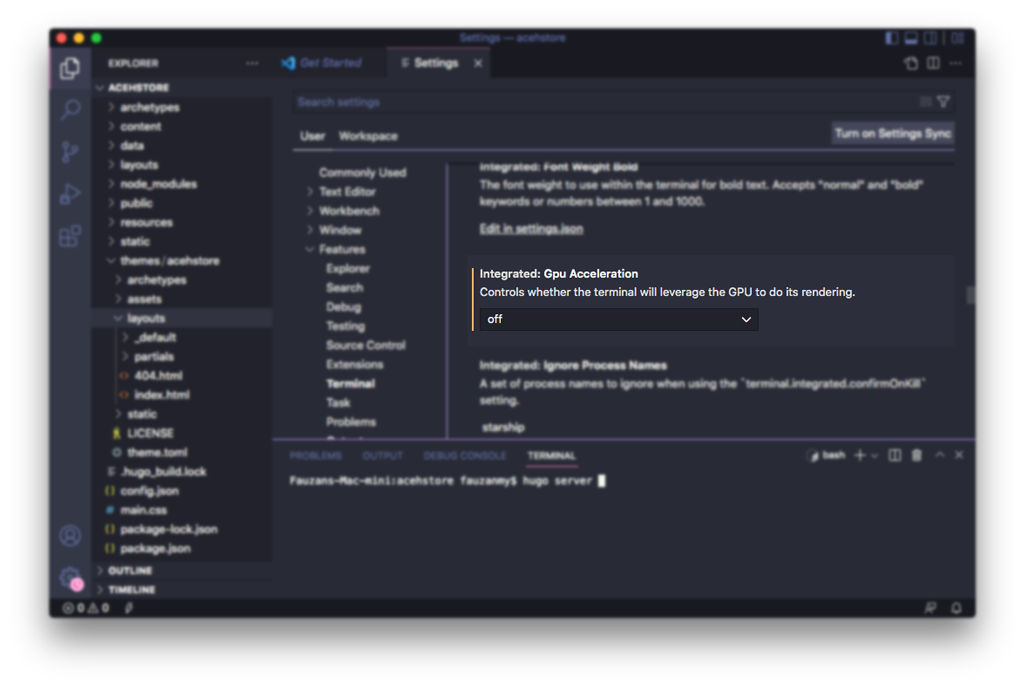 Settings — acehstore
EXPLORER
Get Started
Settings
ACEHSTORE
archetypes
content
data
layouts
node_modules
public
resources
static
themes / acehstore
archetypes
assets
layouts
_default
partials
404.html
index.html
static
LICENSE
theme.toml
.hugo_build.lock
config.json
main.css
package-lock.json
package.json
OUTLINE
TIMELINE
Search settings
User
Workspace
Turn on Settings Sync
Commonly Used
Text Editor
Workbench
Window
Features
Explorer
Search
Debug
Testing
Source Control
Extensions
Terminal
Task
Problems
Integrated: Font Weight Bold
The font weight to use within the terminal for bold text. Accepts "normal" and "bold"
keywords or numbers between 1 and 1000.
Edit in settings.json
Integrated: Gpu Acceleration
Controls whether the terminal will leverage the GPU to do its rendering.
off
Integrated: Ignore Process Names
A set of process names to ignore when using the `terminal.integrated.confirmOnKill`
setting.
starship
PROBLEMS OUTPUT DEBUG CONSOLE TERMINAL
bash
Fauzans-Mac-mini:acehstore fauzanmy$ hugo server
0 0